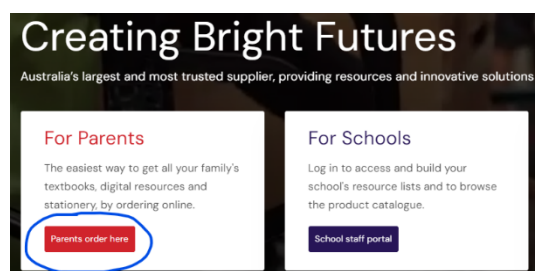 Creating Bright Futures
Australia's largest and most trusted supplier, providing resources and innovative solutions
For Parents
The easiest way to get all your family's
textbooks, digital resources and
stationery, by ordering online.
Parents order here
For Schools
Log in to access and build your
school's resource lists and to browse
the product catalogue.
School staff portal